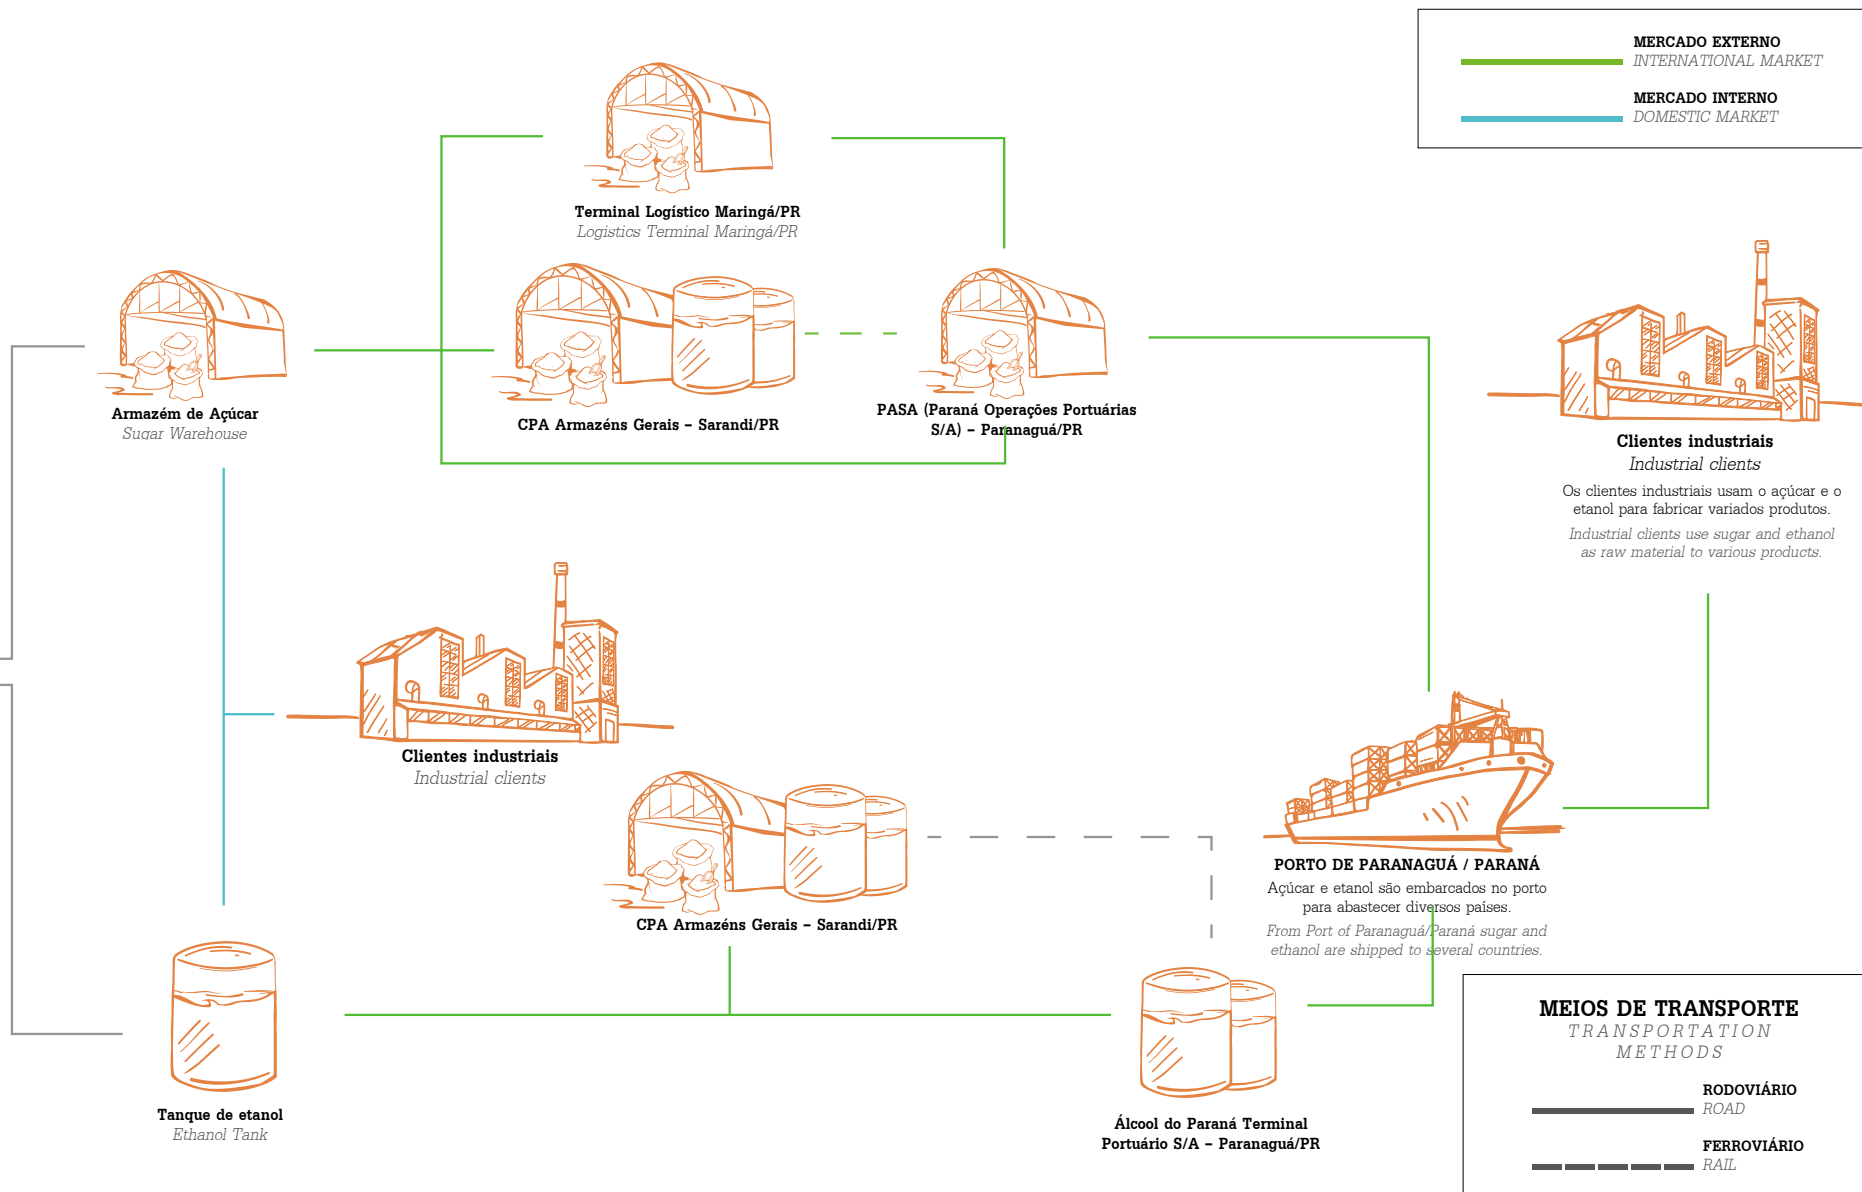 MERCADO EXTERNO
INTERNATIONAL MARKET
MERCADO INTERNO
DOMESTIC MARKET
Terminal Logístico Maringá/PR
Logistics Terminal Maringá/PR
Armazém de Açúcar
Sugar Warehouse
CPA Armazéns Gerais – Sarandi/PR
PASA (Paraná Operações Portuárias
S/A) – Paranaguá/PR
Clientes industriais
Industrial clients
Os clientes industriais usam o açúcar e o
etanol para fabricar variados produtos.
Industrial clients use sugar and ethanol
as raw material to various products.
Clientes industriais
Industrial clients
CPA Armazéns Gerais – Sarandi/PR
PORTO DE PARANAGUÁ / PARANÁ
Açúcar e etanol são embarcados no porto
para abastecer diversos países.
From Port of Paranaguá/Paraná sugar and
ethanol are shipped to several countries.
Tanque de etanol
Ethanol Tank
Álcool do Paraná Terminal
Portuário S/A – Paranaguá/PR
MEIOS DE TRANSPORTE
TRANSPORTATION
METHODS
RODOVIÁRIO
ROAD
FERROVIÁRIO
RAIL